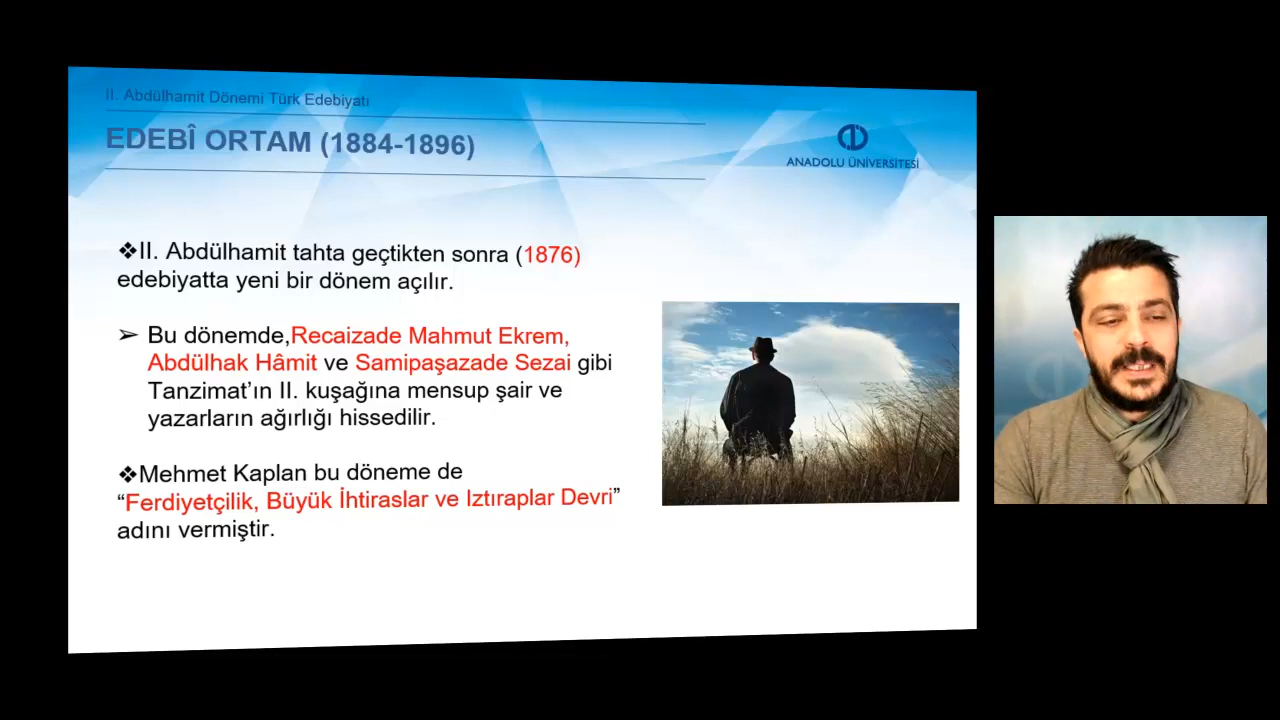 II. Abdülhamit Dönemi Türk Edebiyatı
EDEBÎ ORTAM (1884-1896)
ANADOLU ÜNİVERSİTESİ
❖II. Abdülhamit tahta geçtikten sonra (1876)
edebiyatta yeni bir dönem açılır.
➢ Bu dönemde,Recaizade Mahmut Ekrem,
Abdülhak Hâmit ve Samipaşazade Sezai gibi
Tanzimat’ın II. kuşağına mensup şair ve
yazarların ağırlığı hissedilir.
❖Mehmet Kaplan bu döneme de
“Ferdiyetçilik, Büyük İhtiraslar ve Iztıraplar Devri”
adını vermiştir.